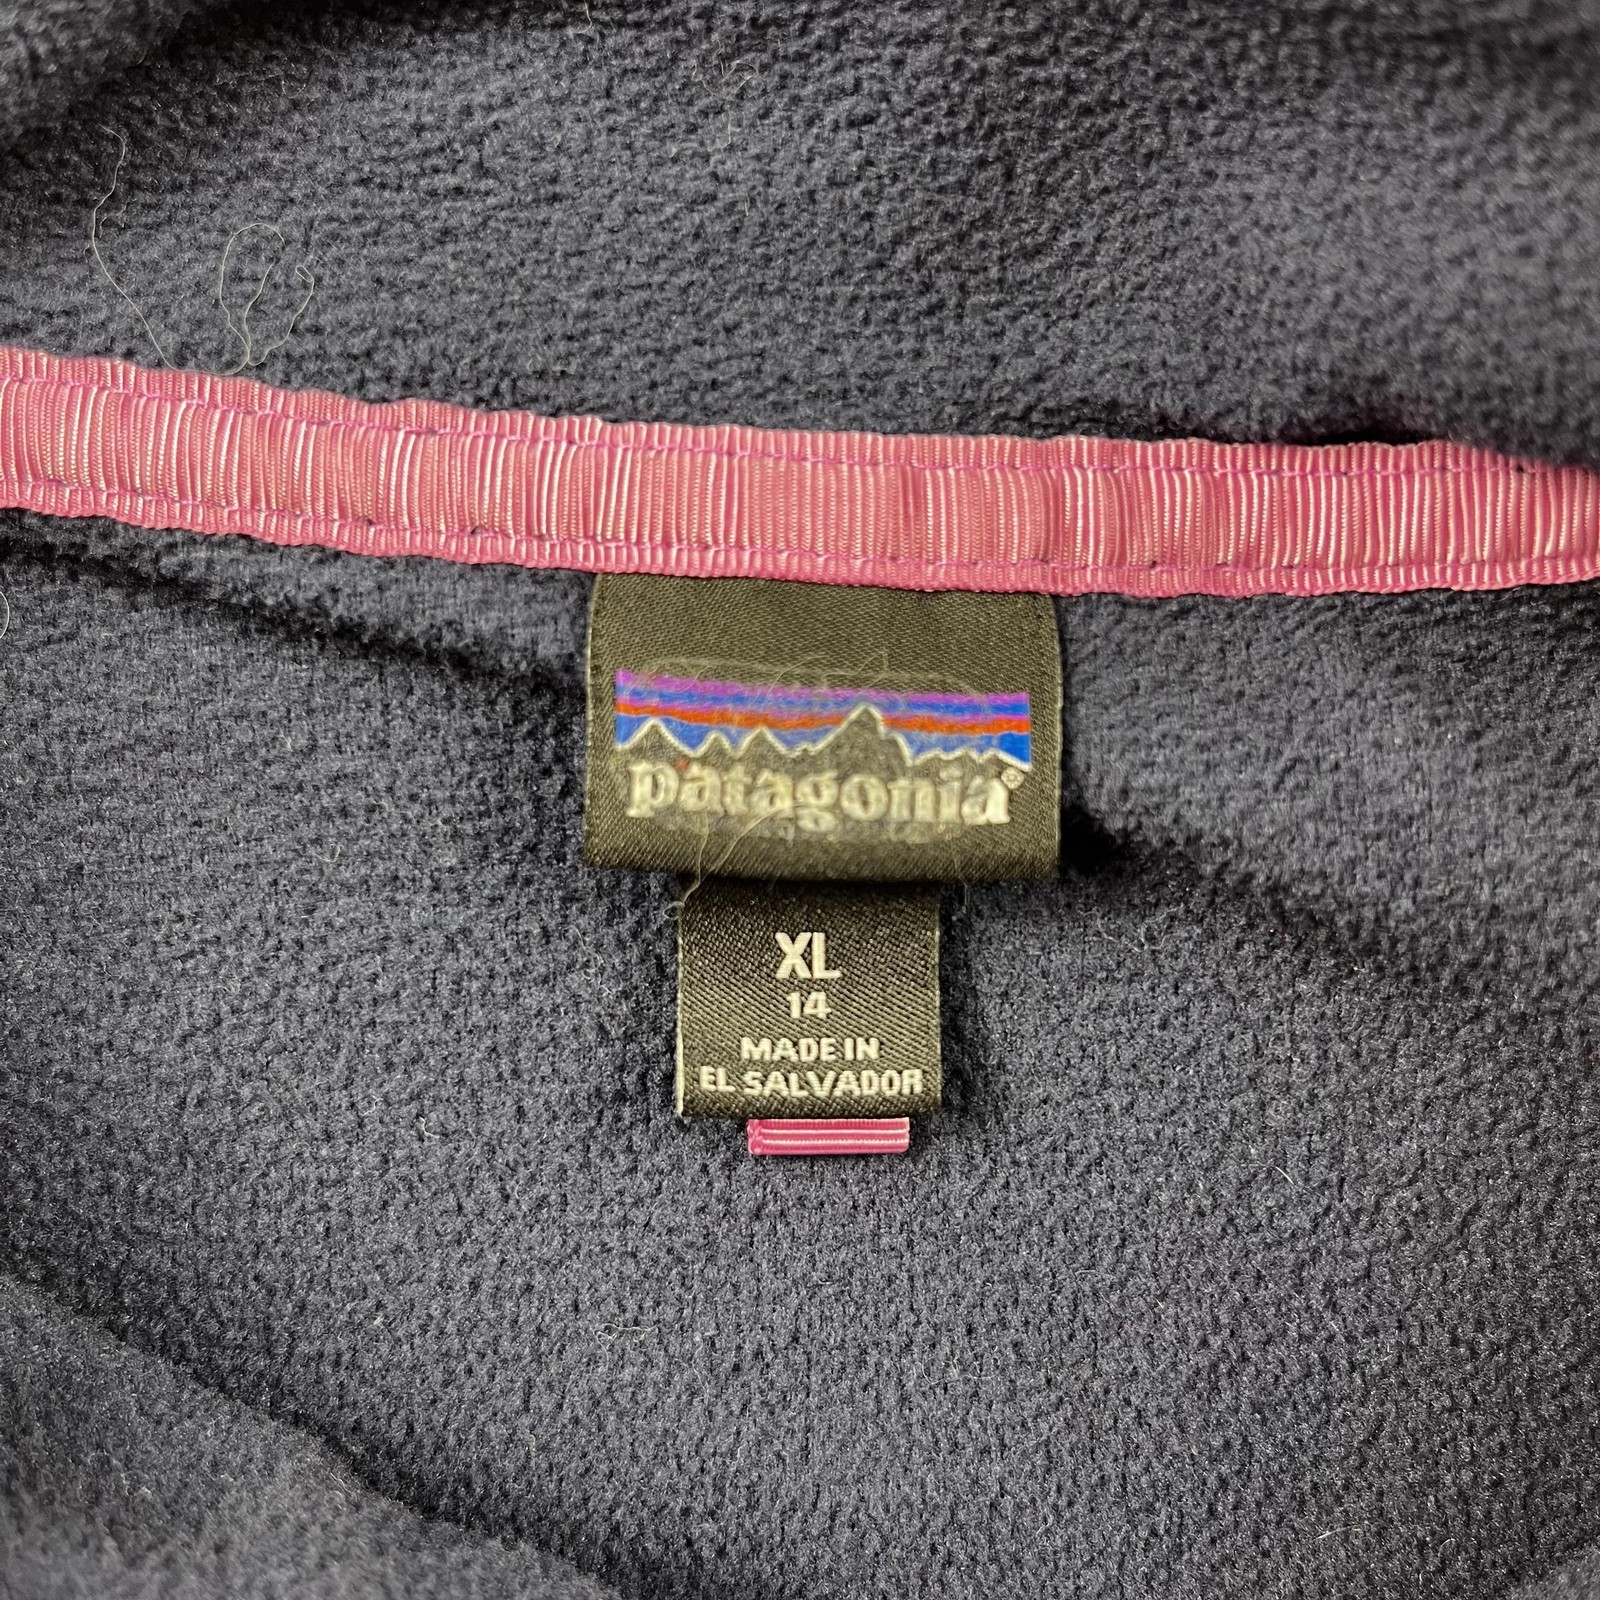 patagonia®
XL
14
MADE IN
EL SALVADOR